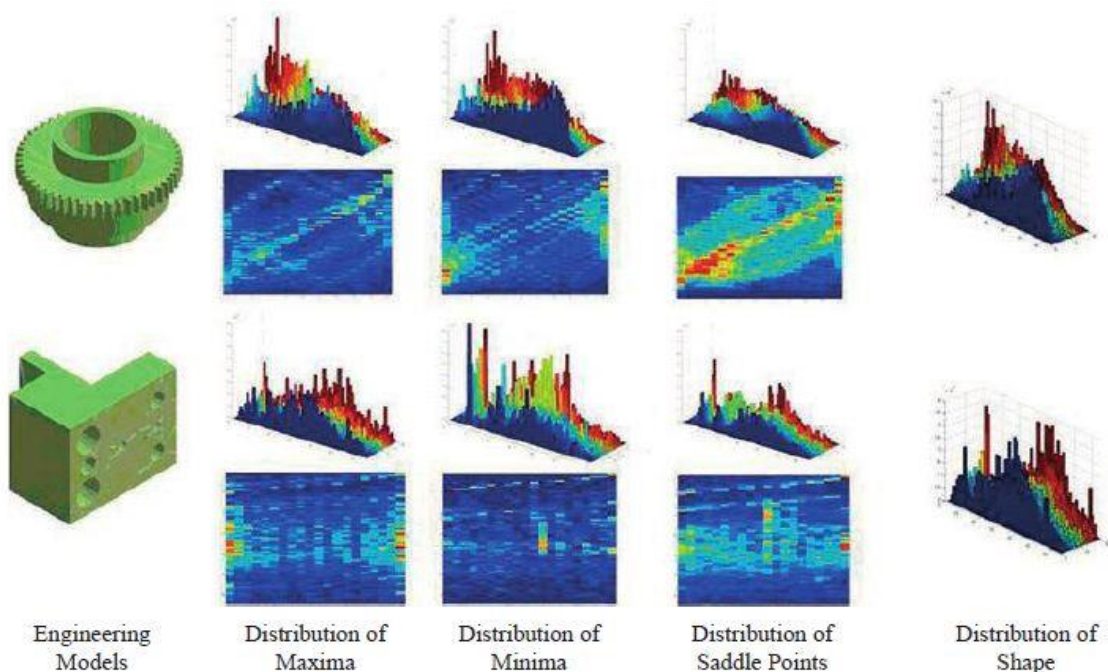 Engineering
Models
Distribution of
Maxima
Distribution of
Minima
Distribution of
Saddle Points
Distribution of
Shape